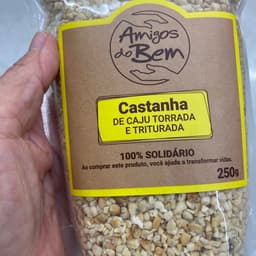 Amigos
do Bem
Castanha
DE CAJU TORRADA
E TRITURADA
100% SOLIDÁRIO
Ao comprar este produto, você ajuda a transformar vidas.
250g